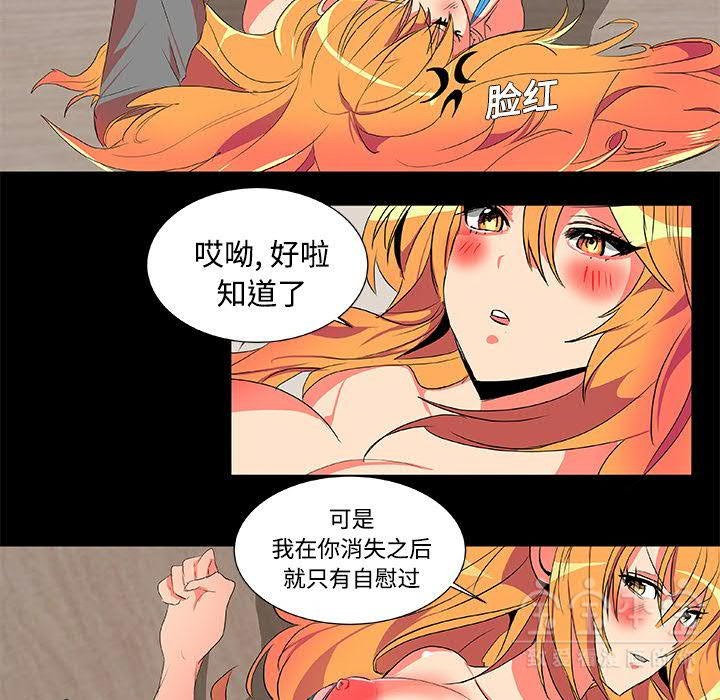 脸红
哎呦, 好啦
知道了
可是
我在你消失之后
就只有自慰过